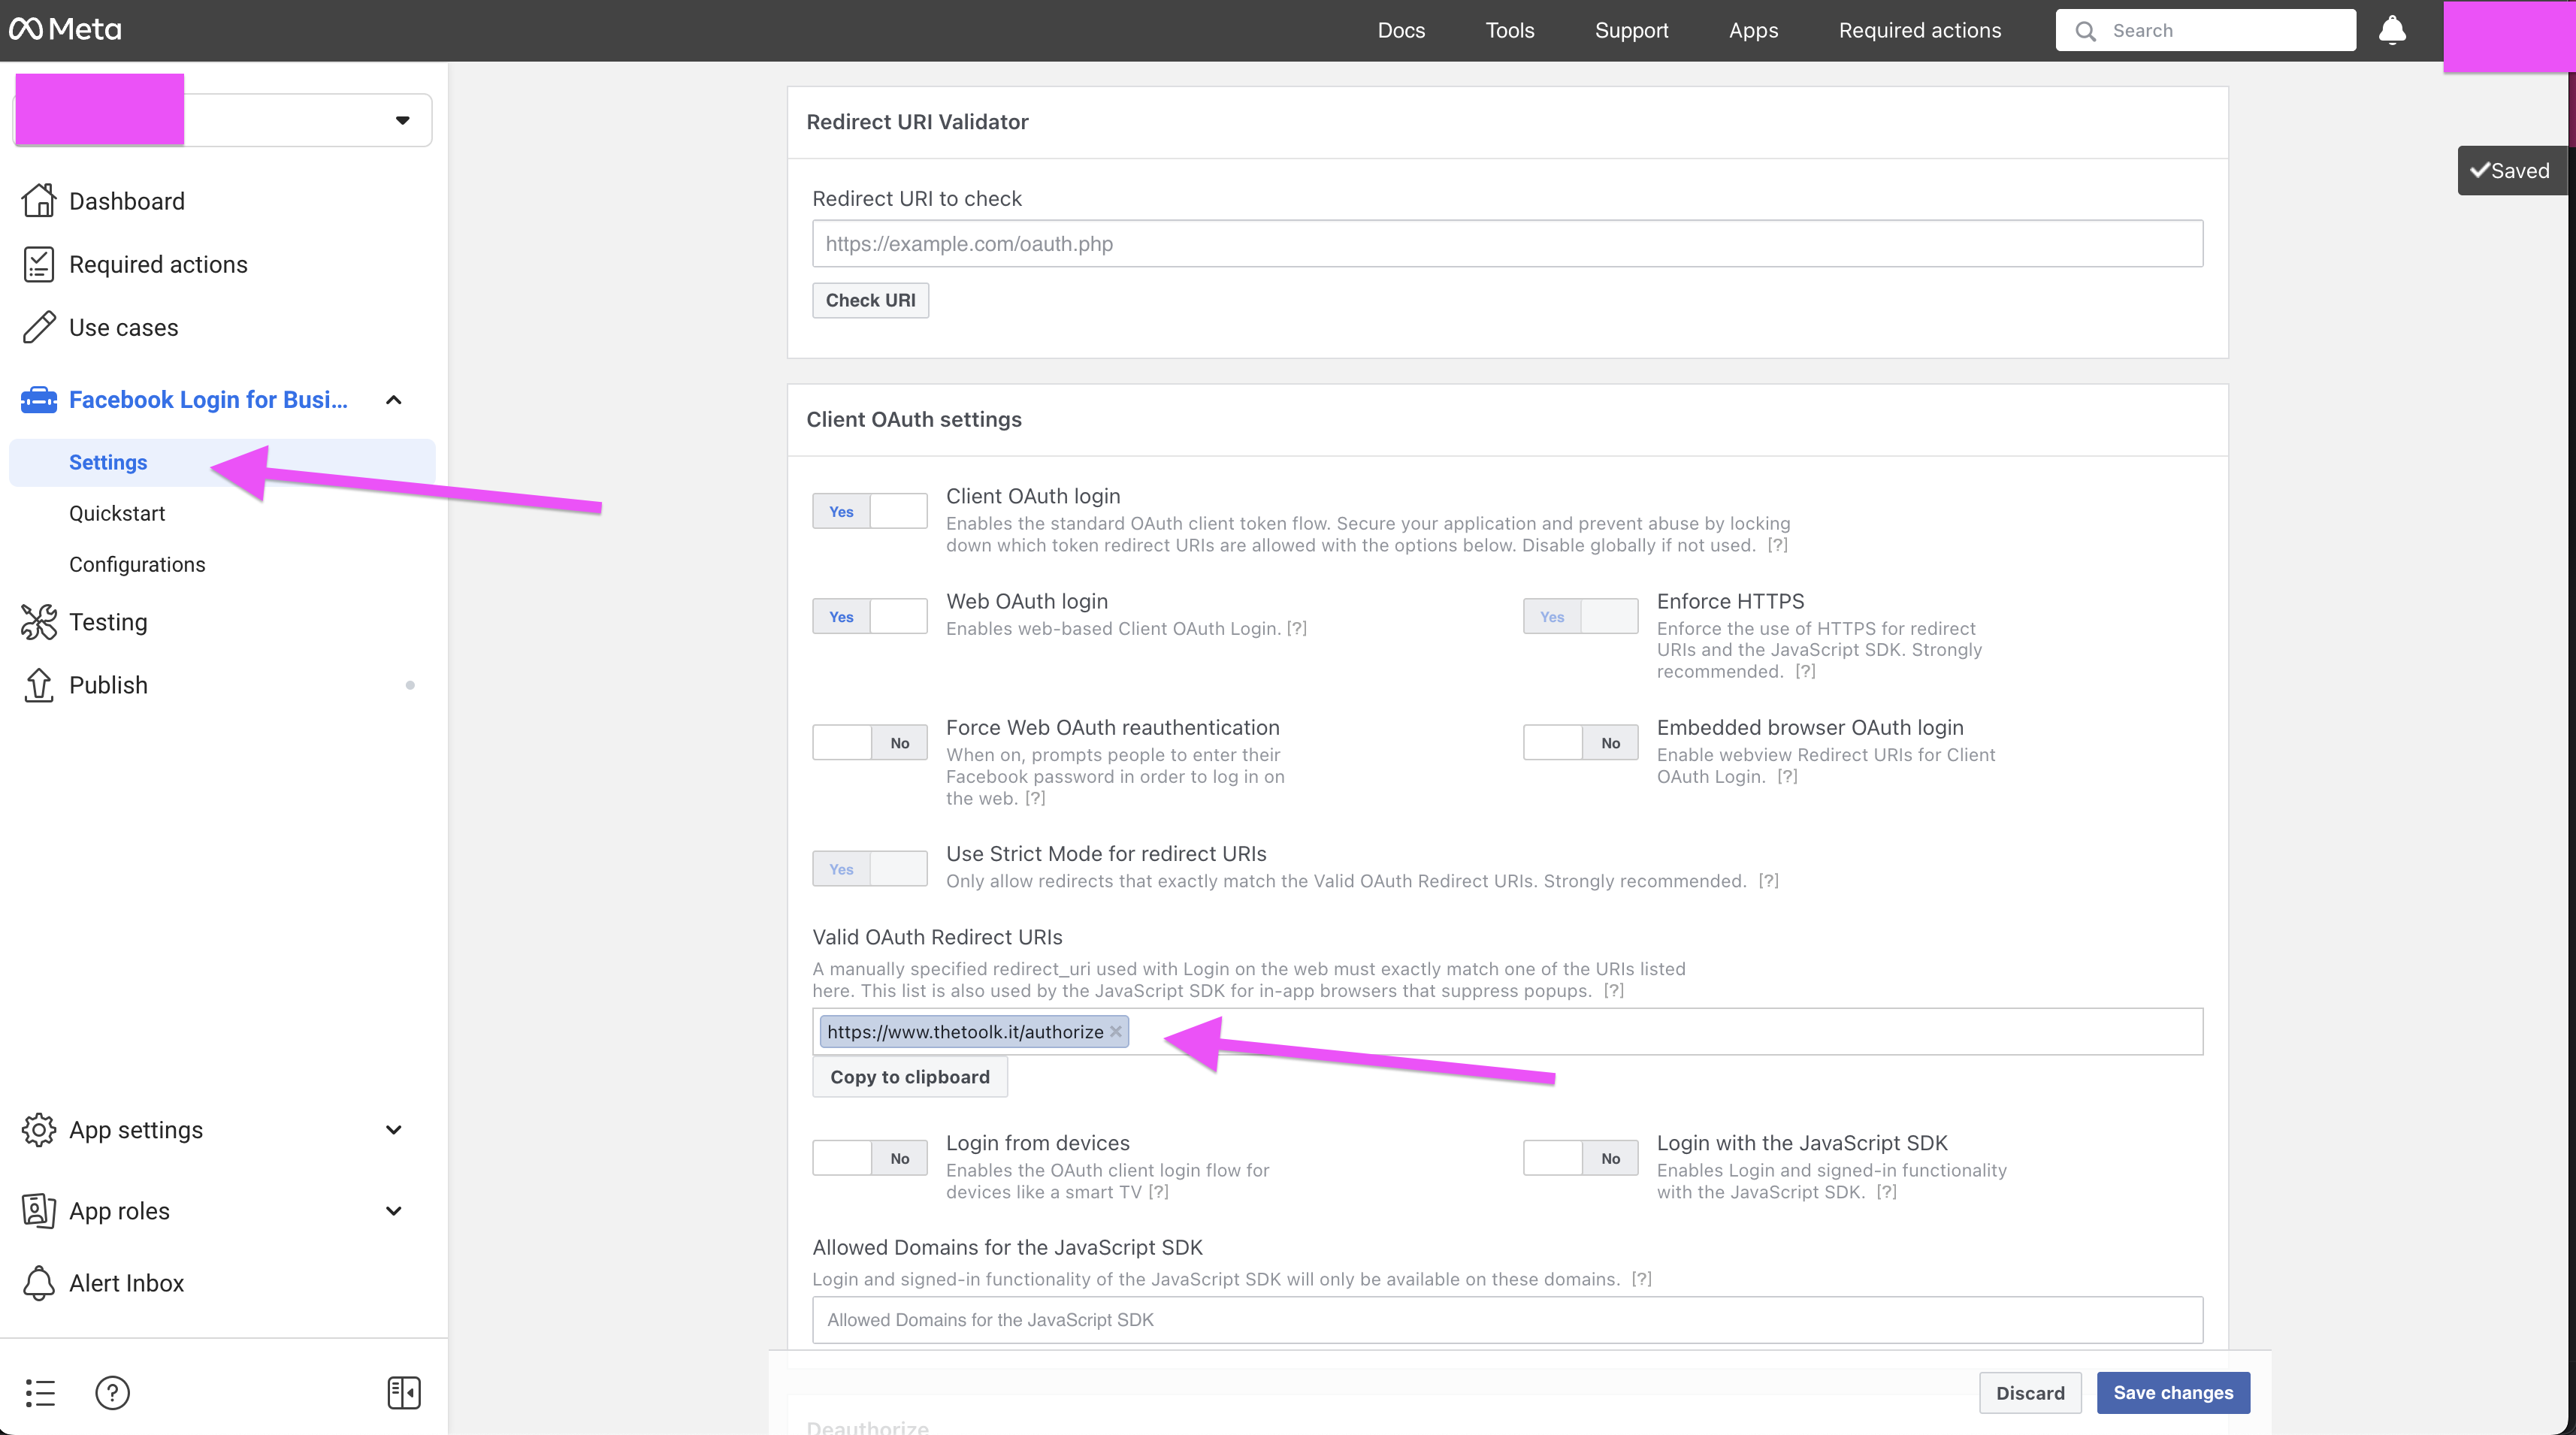 Meta
Docs
Tools
Support
Apps
Required actions
Search
Saved
Dashboard
Required actions
Use cases
Facebook Login for Busi...
Settings
Quickstart
Configurations
Testing
Publish
App settings
App roles
Alert Inbox
Redirect URI Validator
Redirect URI to check
https://example.com/oauth.php
Check URI
Client OAuth settings
Yes
Client OAuth login
Enables the standard OAuth client token flow. Secure your application and prevent abuse by locking
down which token redirect URIs are allowed with the options below. Disable globally if not used. [?]
Yes
Web OAuth login
Enables web-based Client OAuth Login. [?]
Yes
Enforce HTTPS
Enforce the use of HTTPS for redirect
URIs and the JavaScript SDK. Strongly
recommended. [?]
No
Force Web OAuth reauthentication
When on, prompts people to enter their
Facebook password in order to log in on
the web. [?]
No
Embedded browser OAuth login
Enable webview Redirect URIs for Client
OAuth Login. [?]
Yes
Use Strict Mode for redirect URIs
Only allow redirects that exactly match the Valid OAuth Redirect URIs. Strongly recommended. [?]
Valid OAuth Redirect URIs
A manually specified redirect_uri used with Login on the web must exactly match one of the URIs listed
here. This list is also used by the JavaScript SDK for in-app browsers that suppress popups. [?]
https://www.thetoolk.it/authorize
Copy to clipboard
No
Login from devices
Enables the OAuth client login flow for
devices like a smart TV [?]
No
Login with the JavaScript SDK
Enables Login and signed-in functionality
with the JavaScript SDK. [?]
Allowed Domains for the JavaScript SDK
Login and signed-in functionality of the JavaScript SDK will only be available on these domains. [?]
Allowed Domains for the JavaScript SDK
Discard
Save changes
Deauthorize